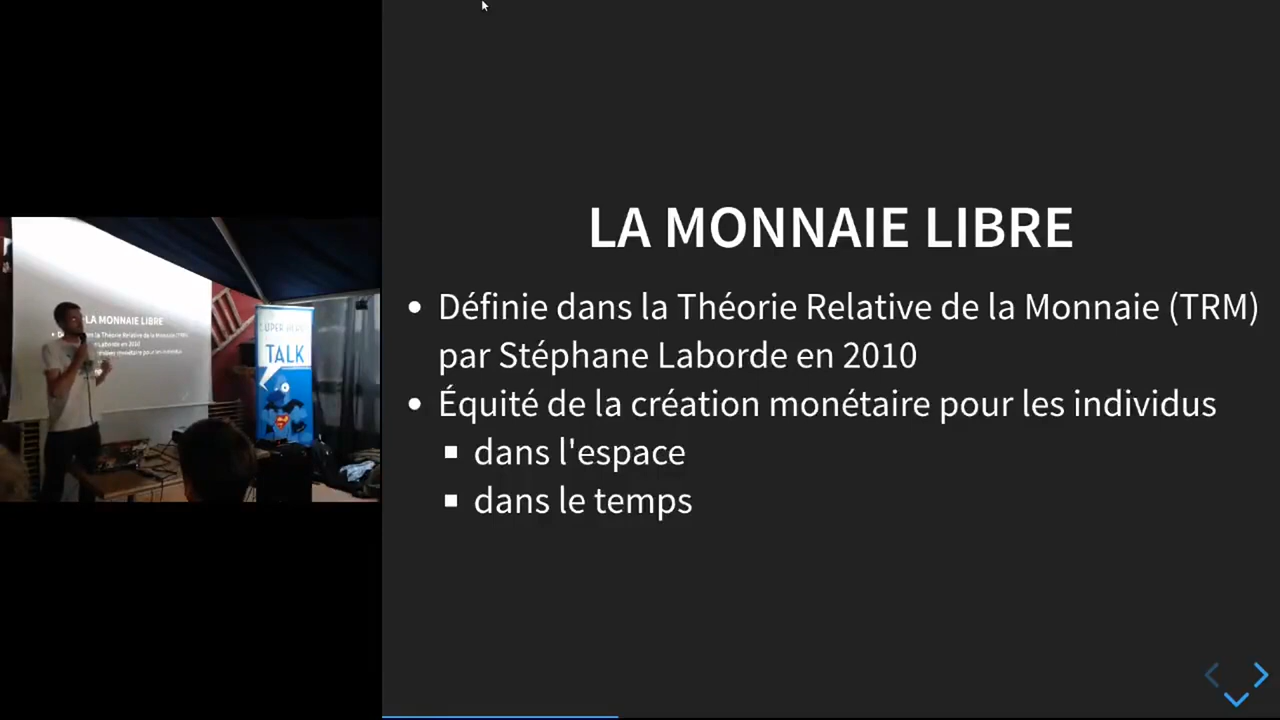 LA MONNAIE LIBRE
Définie dans la Théorie Relative de la Monnaie (TRM)
par Stéphane Laborde en 2010
Équité de la création monétaire pour les individus
dans l'espace
dans le temps
LA MONNAIE LIBRE
TALK